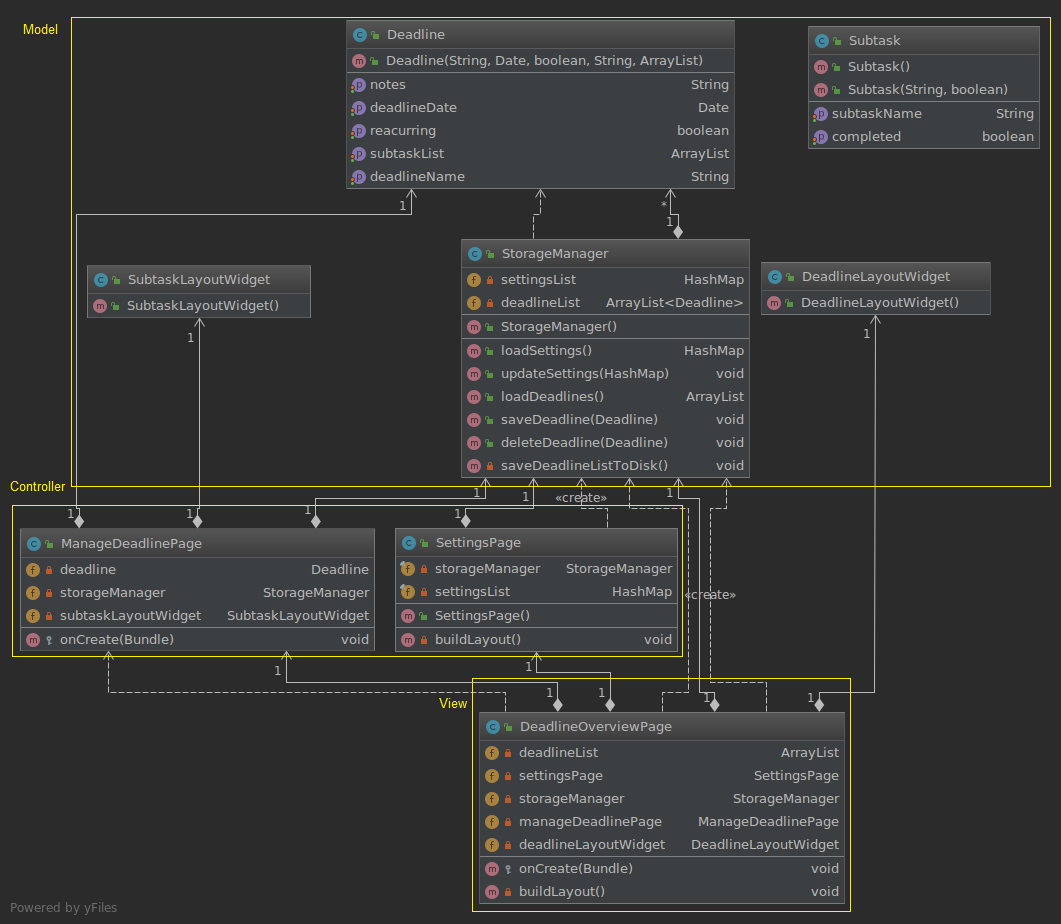 Model
Deadline
Deadline(String, Date, boolean, String, ArrayList)
notes String
deadlineDate Date
reacurring boolean
subtaskList ArrayList
deadlineName String
Subtask
Subtask()
Subtask(String, boolean)
subtaskName String
completed boolean
1
*
1
SubtaskLayoutWidget
SubtaskLayoutWidget()
1
StorageManager
settingsList HashMap
deadlineList ArrayList<Deadline>
StorageManager()
loadSettings() HashMap
updateSettings(HashMap) void
loadDeadlines() ArrayList
saveDeadline(Deadline) void
deleteDeadline(Deadline) void
saveDeadlineListToDisk() void
DeadlineLayoutWidget
DeadlineLayoutWidget()
1
Controller
1
1
«create»
1
1
1
1
1
ManageDeadlinePage
deadline Deadline
storageManager StorageManager
subtaskLayoutWidget SubtaskLayoutWidget
onCreate(Bundle) void
SettingsPage
storageManager StorageManager
settingsList HashMap
SettingsPage()
buildLayout() void
«create»
1
1
View
1
1
1
1
DeadlineOverviewPage
deadlineList ArrayList
settingsPage SettingsPage
storageManager StorageManager
manageDeadlinePage ManageDeadlinePage
deadlineLayoutWidget DeadlineLayoutWidget
onCreate(Bundle) void
buildLayout() void
Powered by yFiles